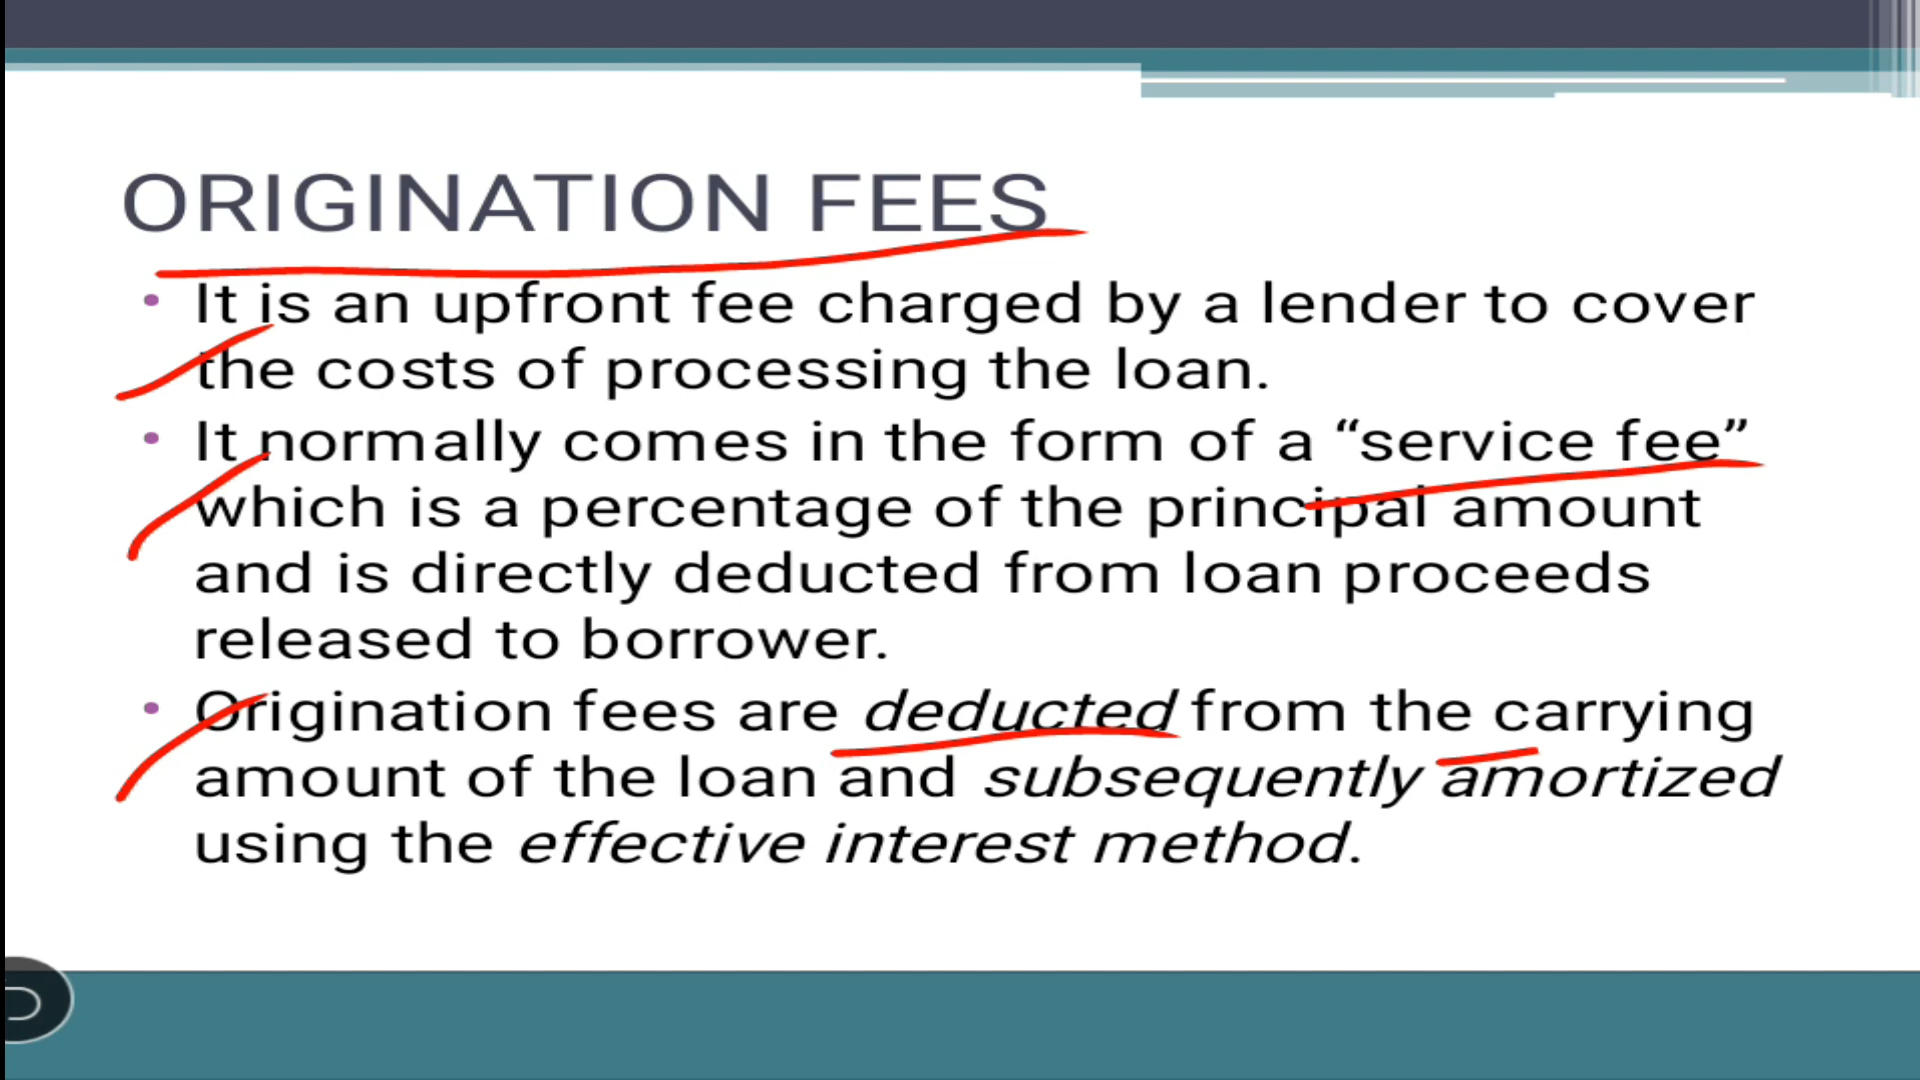 ORIGINATION FEES
• It is an upfront fee charged by a lender to cover
the costs of processing the loan.
• It normally comes in the form of a “service fee”
which is a percentage of the principal amount
and is directly deducted from loan proceeds
released to borrower.
• Origination fees are deducted from the carrying
amount of the loan and subsequently amortized
using the effective interest method.